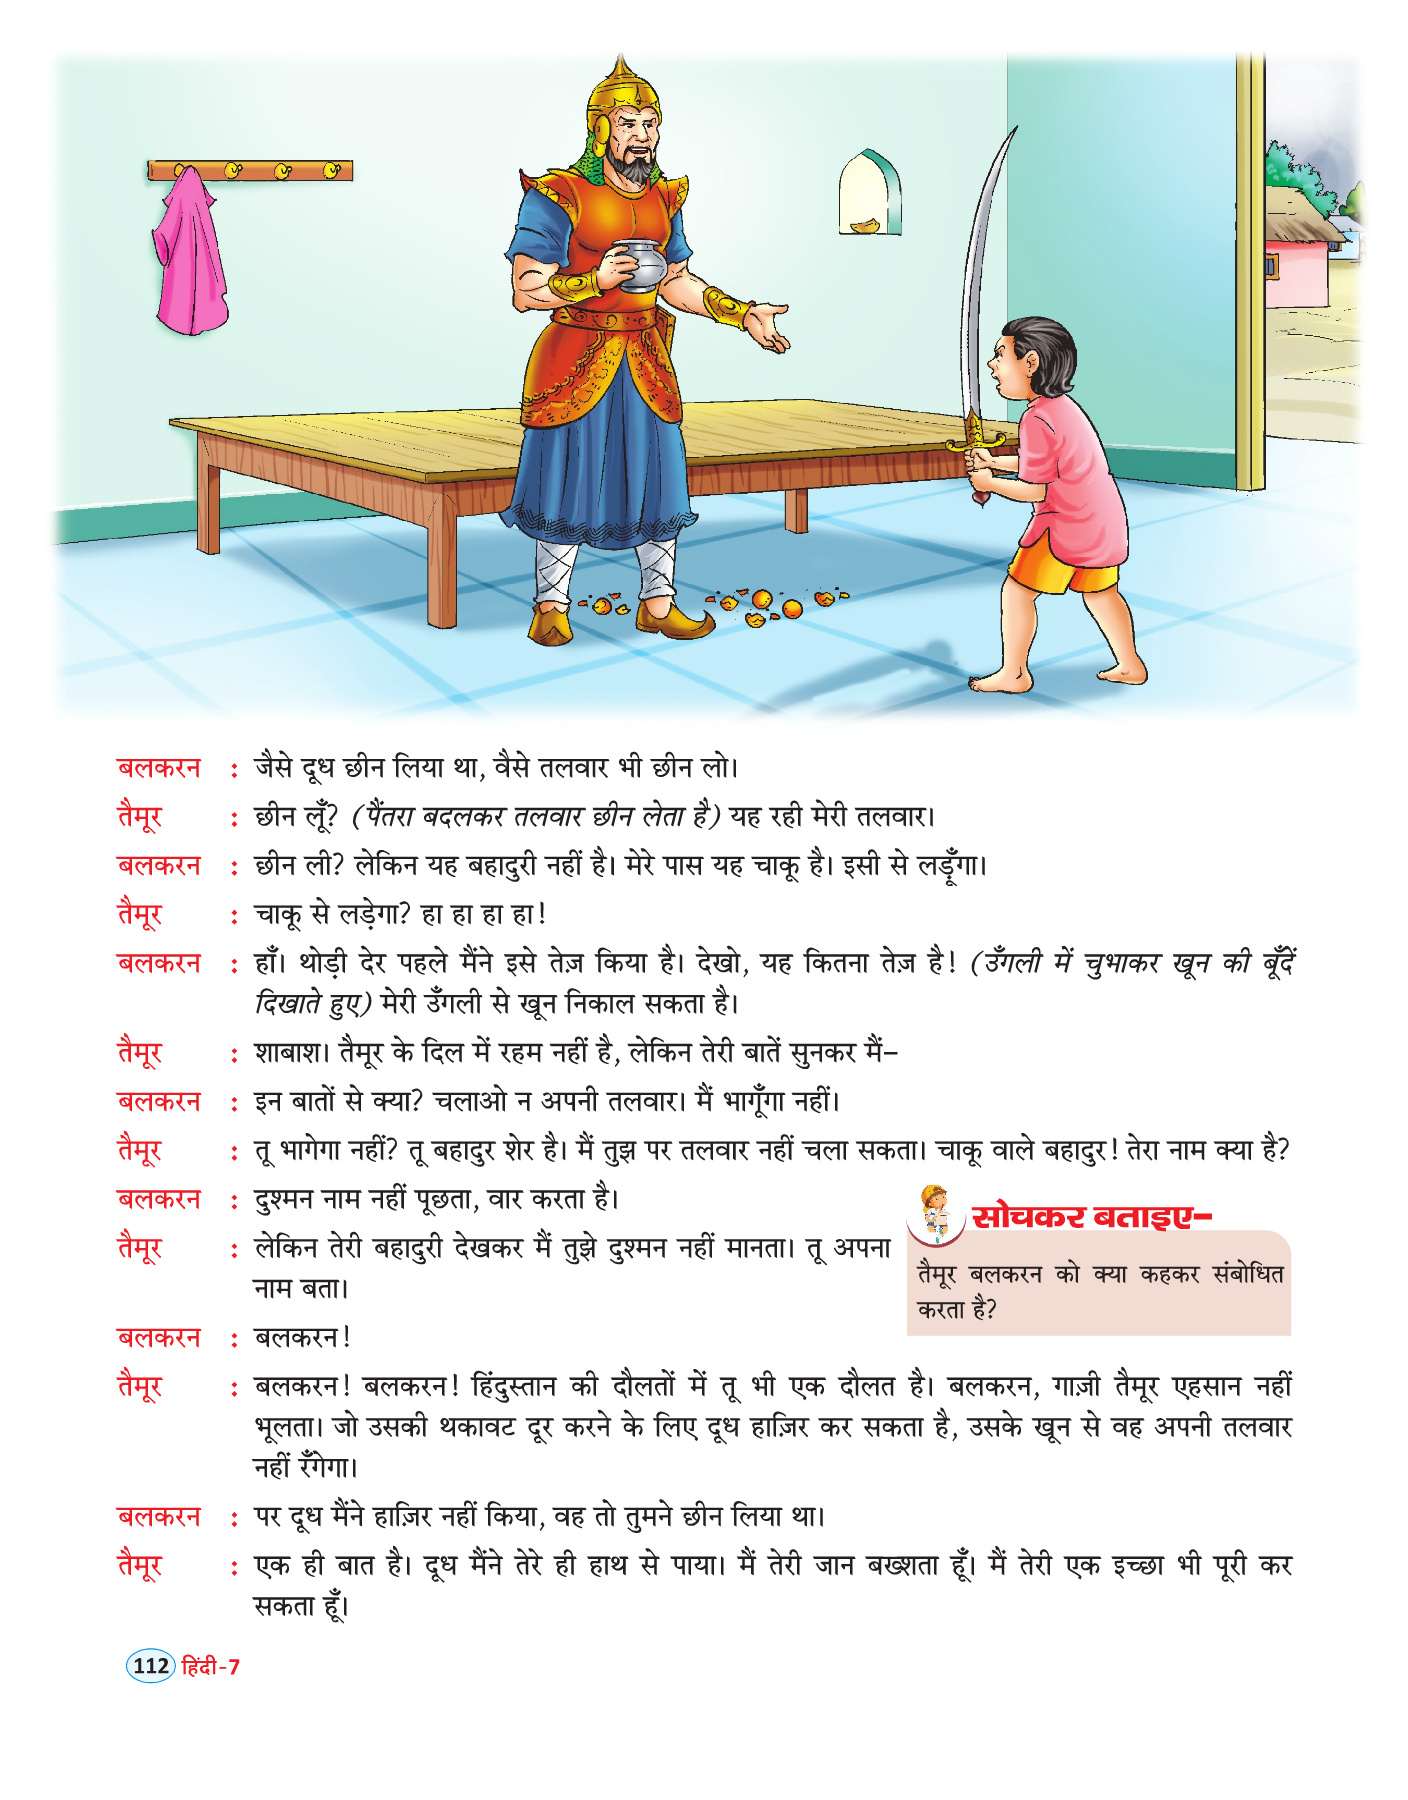 बलकरन : जैसे दूध छीन लिया था, वैसे तलवार भी छीन लो।
तैमूर : छीन लूँ? (पैंतरा बदलकर तलवार छीन लेता है) यह रही मेरी तलवार।
बलकरन : छीन ली? लेकिन यह बहादुरी नहीं है। मेरे पास यह चाकू है। इसी से लड़ूँगा।
तैमूर : चाकू से लड़ेगा? हा हा हा हा!
बलकरन : हाँ। थोड़ी देर पहले मैंने इसे तेज़ किया है। देखो, यह कितना तेज़ है! (उँगली में चुभाकर खून की बूँदें
दिखाते हुए) मेरी उँगली से खून निकाल सकता है।
तैमूर : शाबाश। तैमूर के दिल में रहम नहीं है, लेकिन तेरी बातें सुनकर मैं–
बलकरन : इन बातों से क्या? चलाओ न अपनी तलवार। मैं भागूँगा नहीं।
तैमूर : तू भागेगा नहीं? तू बहादुर शेर है। मैं तुझ पर तलवार नहीं चला सकता। चाकू वाले बहादुर! तेरा नाम क्या है?
बलकरन : दुश्मन नाम नहीं पूछता, वार करता है।
तैमूर : लेकिन तेरी बहादुरी देखकर मैं तुझे दुश्मन नहीं मानता। तू अपना
नाम बता।
सोचकर बताइए–
तैमूर बलकरन को क्या कहकर संबोधित
करता है?
बलकरन : बलकरन!
तैमूर : बलकरन! बलकरन! हिंदुस्तान की दौलतों में तू भी एक दौलत है। बलकरन, गाज़ी तैमूर एहसान नहीं
भूलता। जो उसकी थकावट दूर करने के लिए दूध हाज़िर कर सकता है, उसके खून से वह अपनी तलवार
नहीं रँगेगा।
बलकरन : पर दूध मैंने हाज़िर नहीं किया, वह तो तुमने छीन लिया था।
तैमूर : एक ही बात है। दूध मैंने तेरे ही हाथ से पाया। मैं तेरी जान बख्शता हूँ। मैं तेरी एक इच्छा भी पूरी कर
सकता हूँ।
112 हिंदी-7